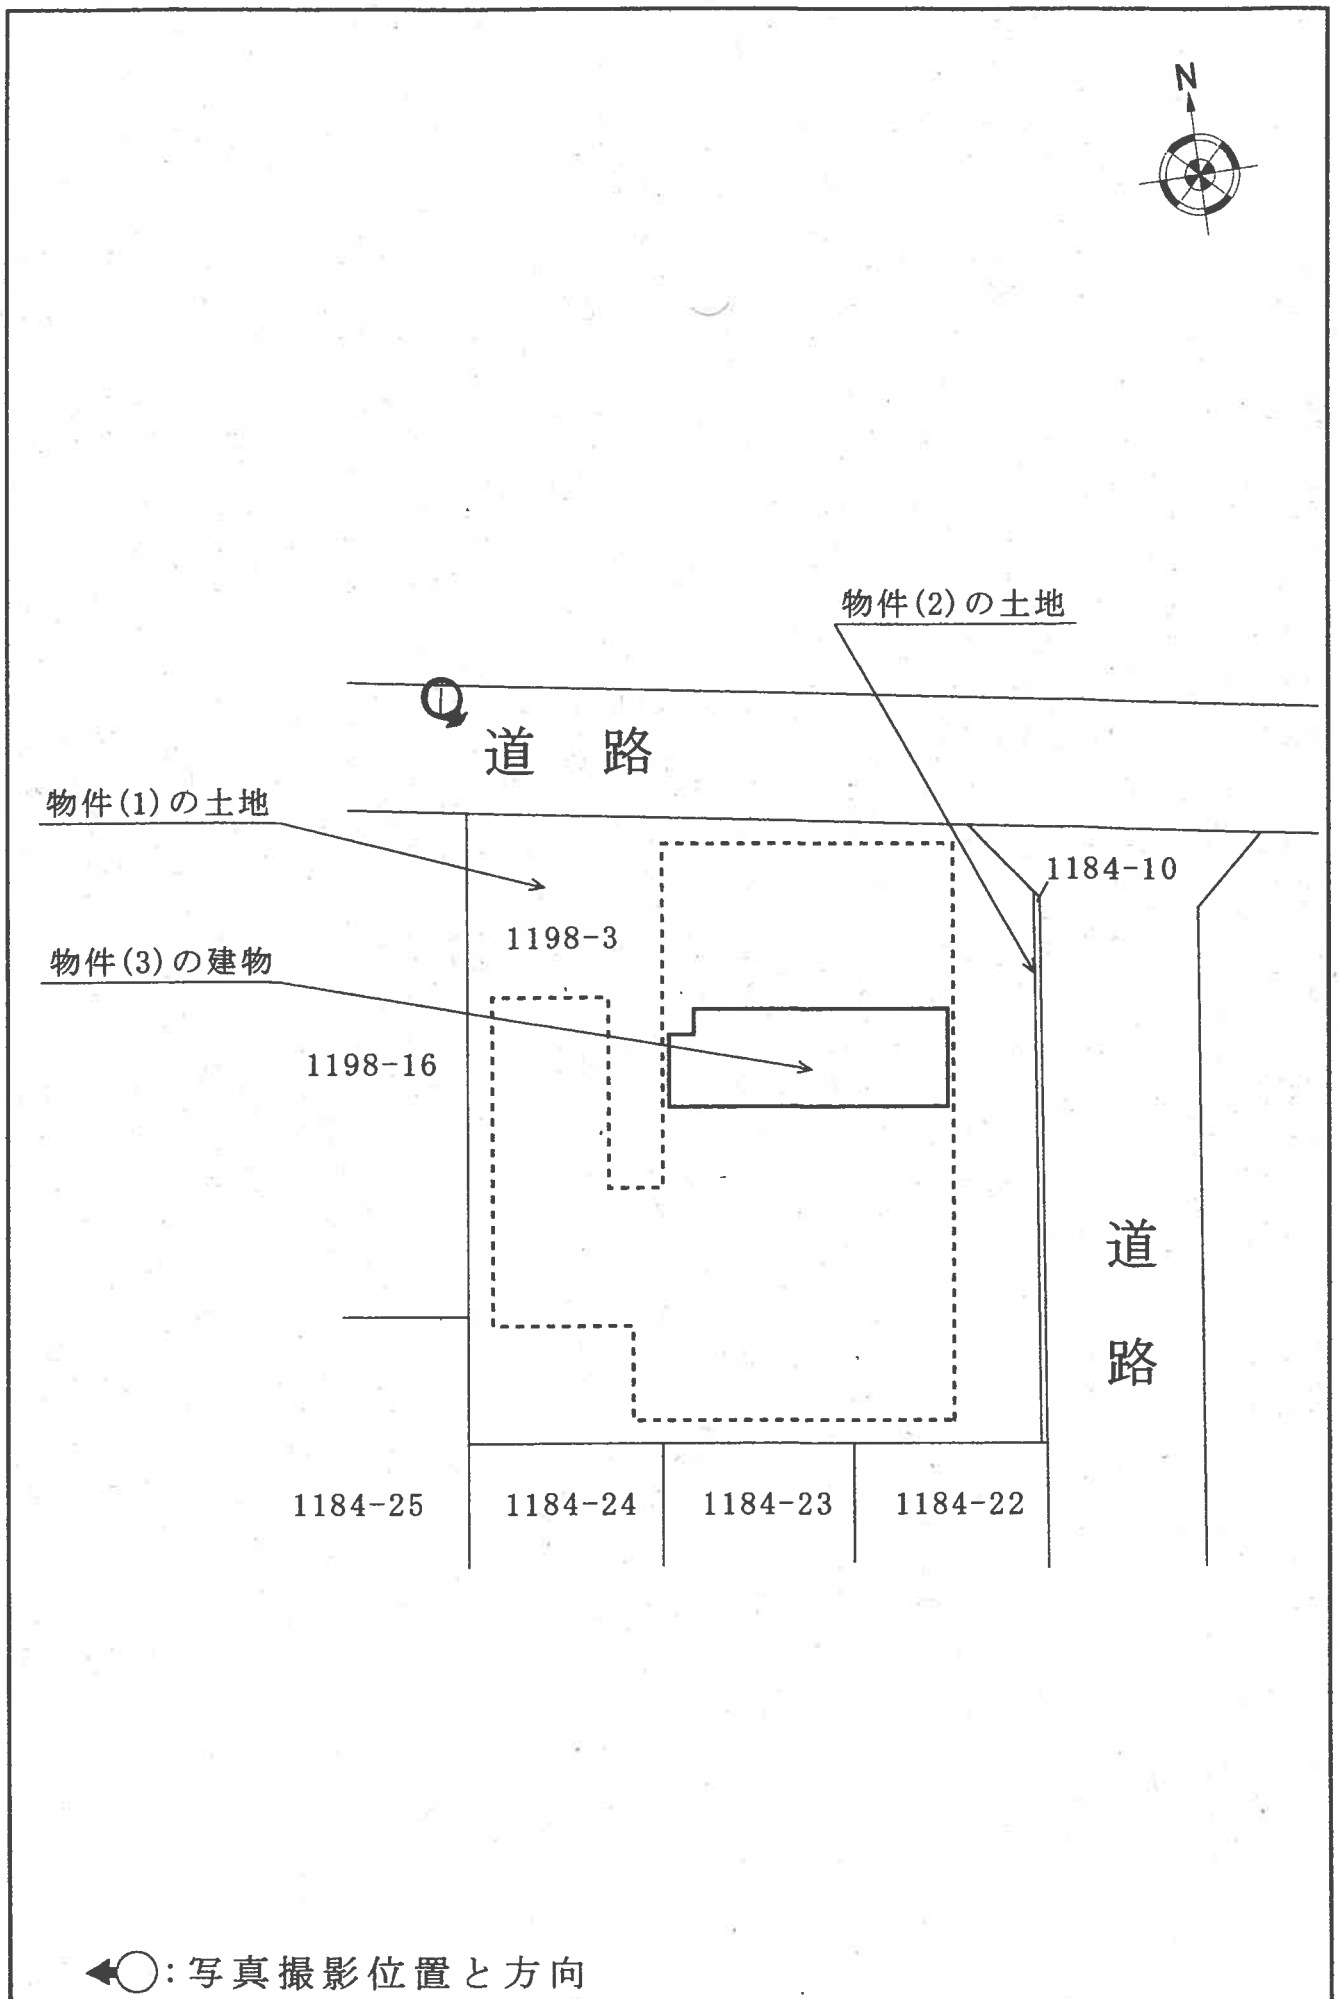 N
物件(2)の土地
道 路
物件(1)の土地
1184-10
1198-3
物件(3)の建物
1198-16
道
路
1184-25
1184-24
1184-23
1184-22
:写真撮影位置と方向